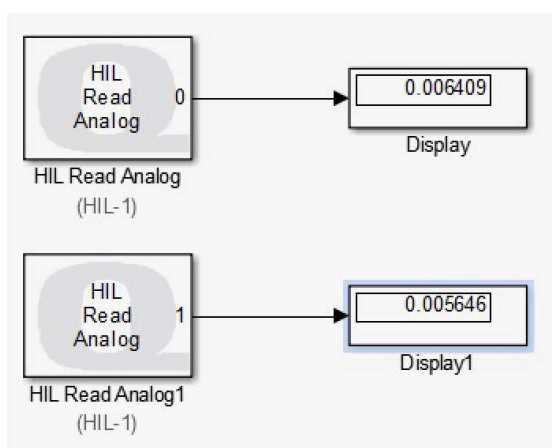 HIL
Read
Analog
0
0.006409
Display
HIL Read Analog
(HIL-1)
HIL
Read
Analog
1
0.005646
Display1
HIL Read Analog1
(HIL-1)